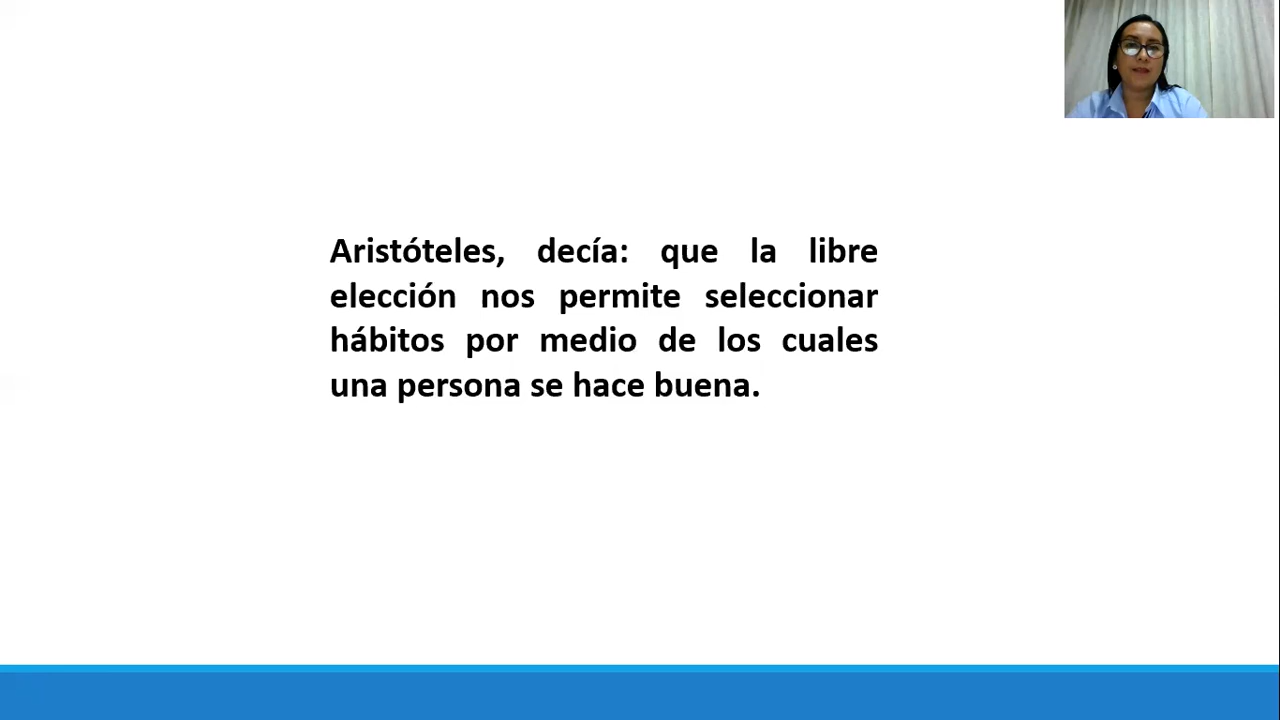 Aristóteles, decía: que la libre
elección nos permite seleccionar
hábitos por medio de los cuales
una persona se hace buena.